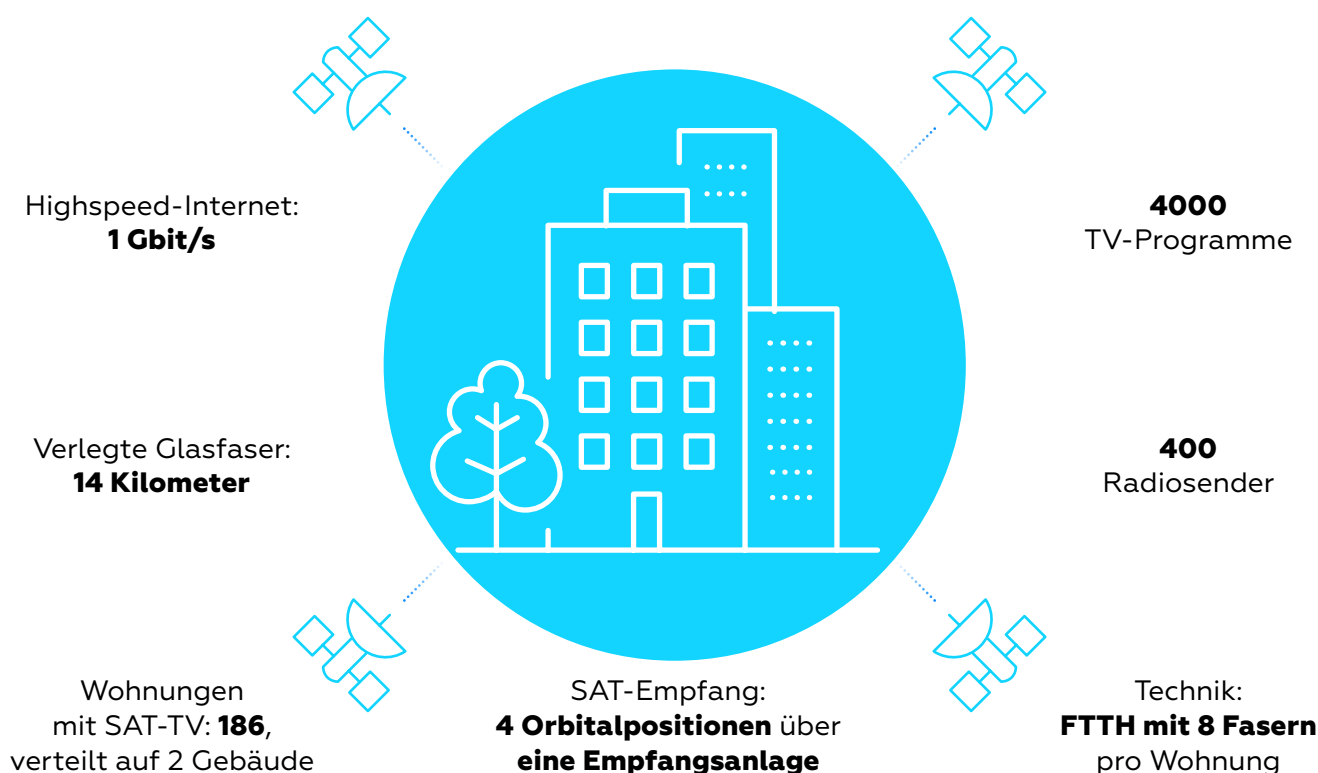 Highspeed-Internet:
1 Gbit/s
4000
TV-Programme
Verlegte Glasfaser:
14 Kilometer
400
Radiosender
Wohnungen
mit SAT-TV: 186,
verteilt auf 2 Gebäude
SAT-Empfang:
4 Orbitalpositionen über
eine Empfangsanlage
Technik:
FTTH mit 8 Fasern
pro Wohnung